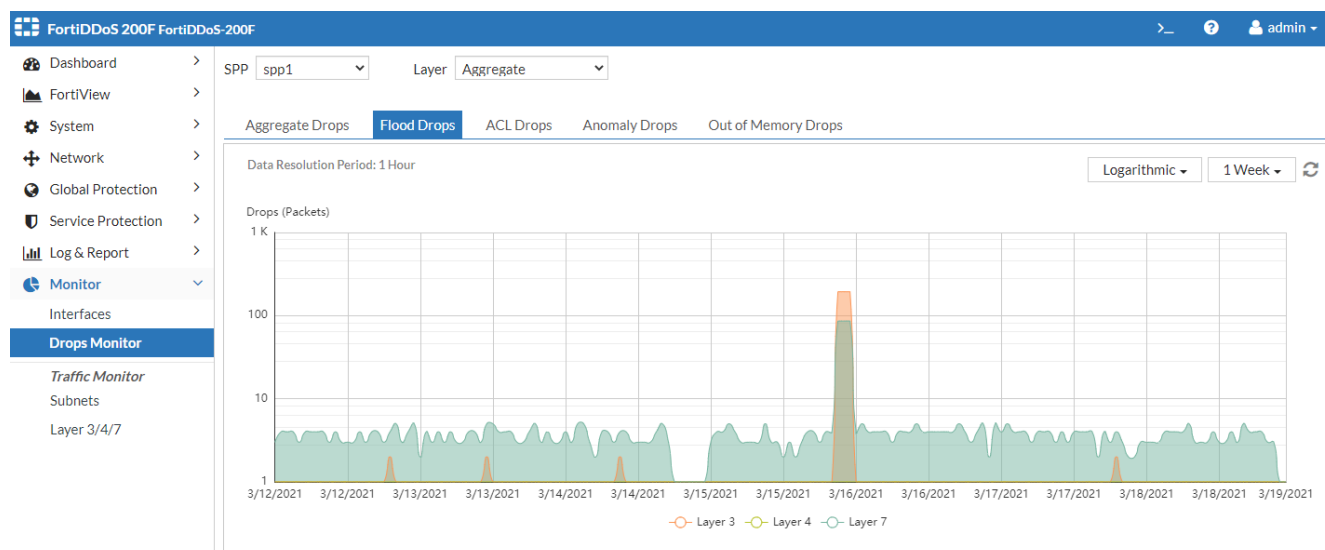 FortiDDoS 200F FortiDDoS-200F
>_
admin
Dashboard
FortiView
System
Network
Global Protection
Service Protection
Log & Report
Monitor
Interfaces
Drops Monitor
Traffic Monitor
Subnets
Layer 3/4/7
SPP spp1 Layer Aggregate
Aggregate Drops Flood Drops ACL Drops Anomaly Drops Out of Memory Drops
Data Resolution Period: 1 Hour
Logarithmic 1 Week
Drops (Packets)
1 K
100
10
1
3/12/2021 3/12/2021 3/13/2021 3/13/2021 3/14/2021 3/14/2021 3/15/2021 3/15/2021 3/16/2021 3/16/2021 3/17/2021 3/17/2021 3/18/2021 3/18/2021 3/19/2021
Layer 3 Layer 4 Layer 7